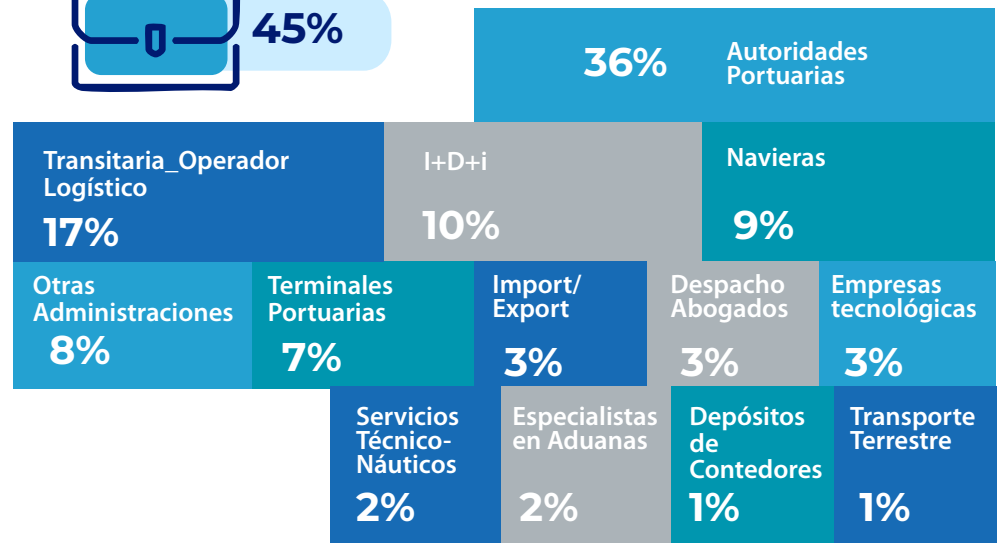 45%
36%
Autoridades
Portuarias
Transitaria_Operador
Logístico
17%
I+D+i
10%
Navieras
9%
Otras
Administraciones
8%
Terminales
Portuarias
7%
Import/
Export
3%
Despacho
Abogados
3%
Empresas
tecnológicas
3%
Servicios
Técnico-
Náuticos
2%
Especialistas
en Aduanas
2%
Depósitos
de
Contedores
1%
Transporte
Terrestre
1%